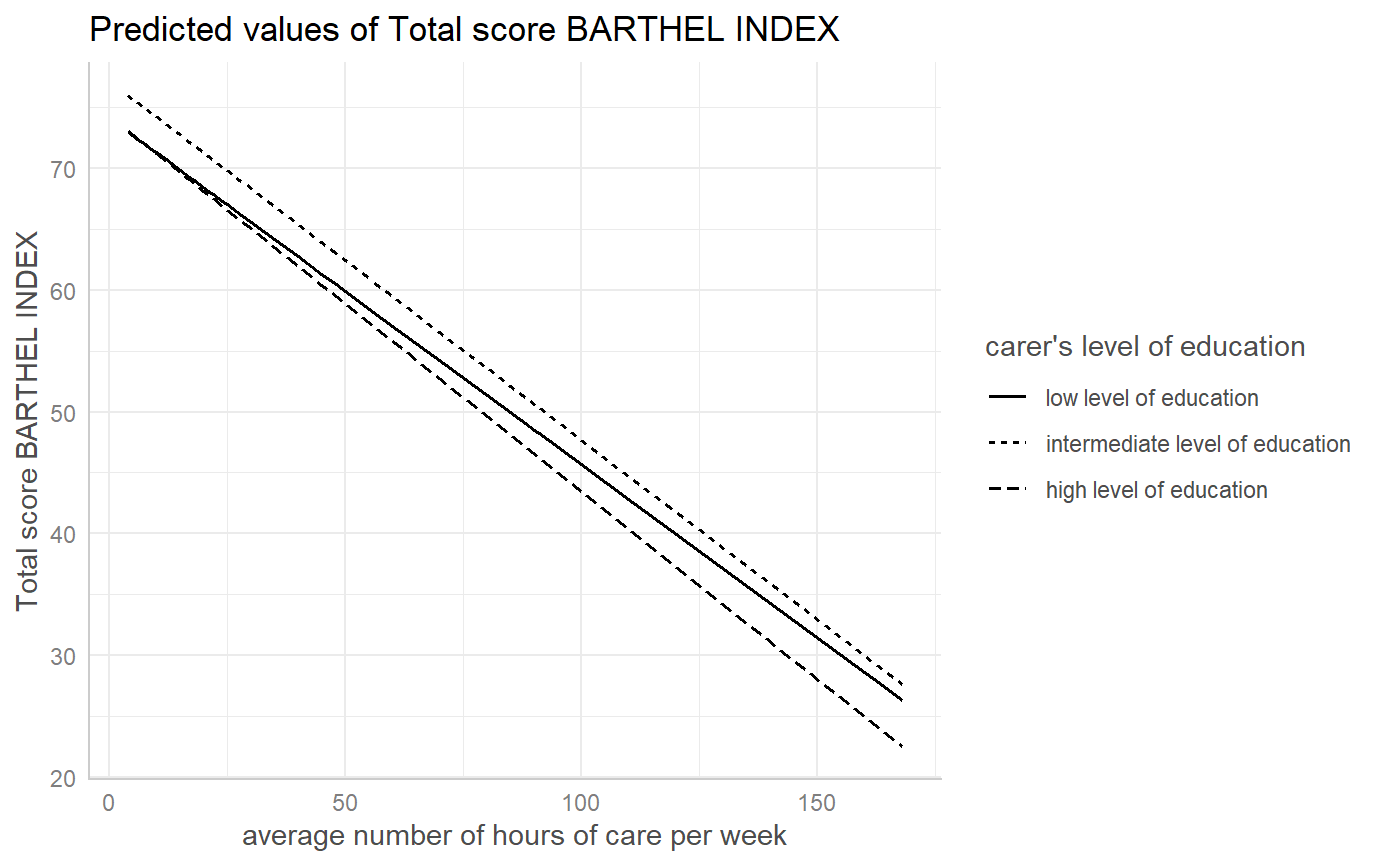 Predicted values of Total score BARTHEL INDEX
Total score BARTHEL INDEX
70
60
50
40
30
20
0
50
100
150
average number of hours of care per week
carer's level of education
low level of education
intermediate level of education
high level of education